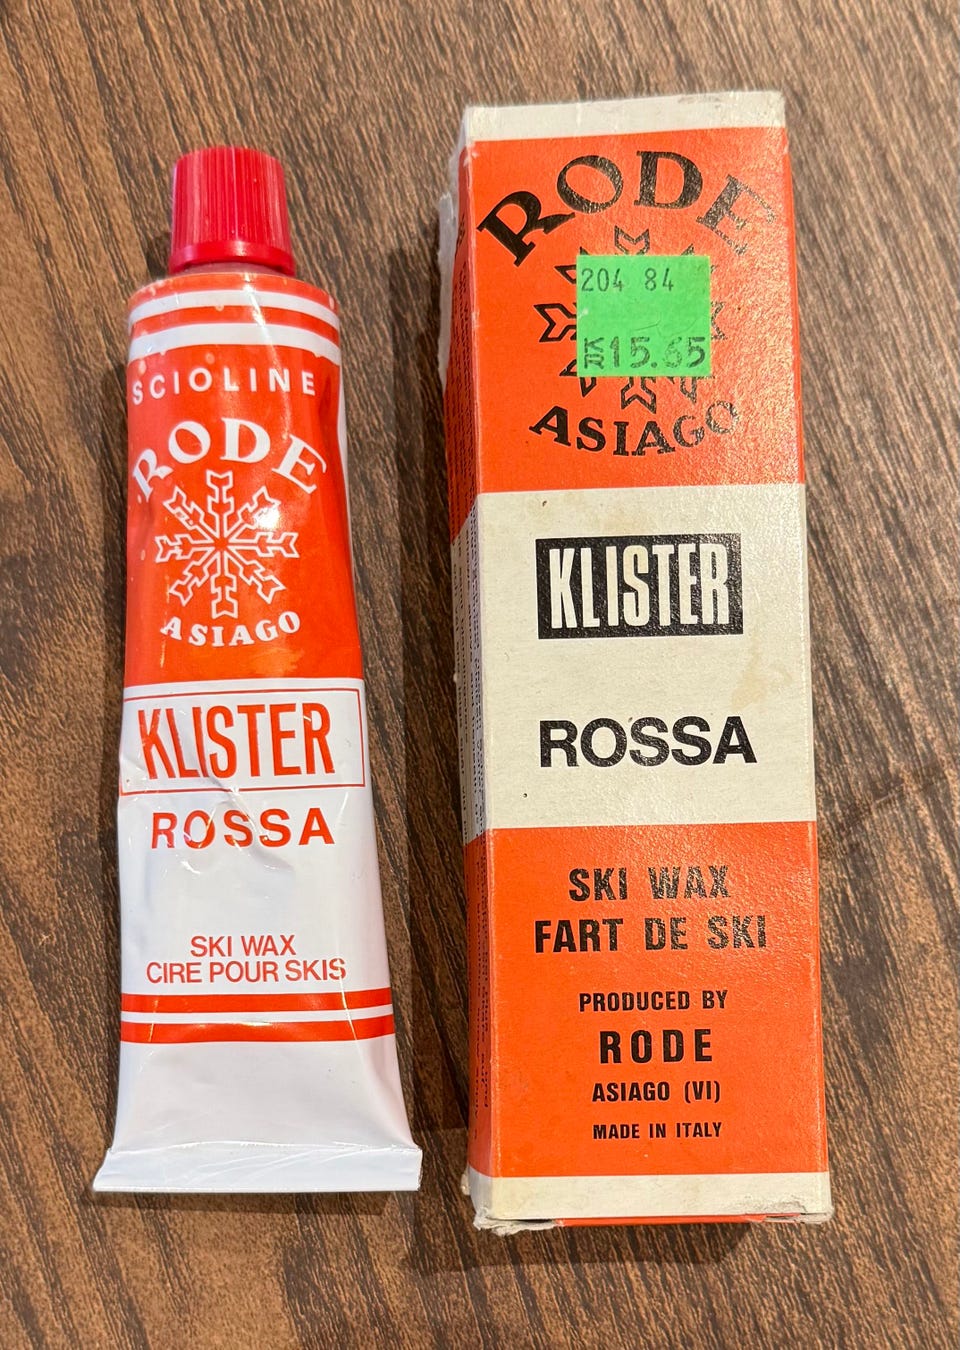 SCIOLINE
RODE
ASIAGO
KLISTER
ROSSA
SKI WAX
CIRE POUR SKIS
RODE
204 84
KR 15.65
ASIAGO
KLISTER
ROSSA
SKI WAX
FART DE SKI
PRODUCED BY
RODE
ASIAGO (VI)
MADE IN ITALY